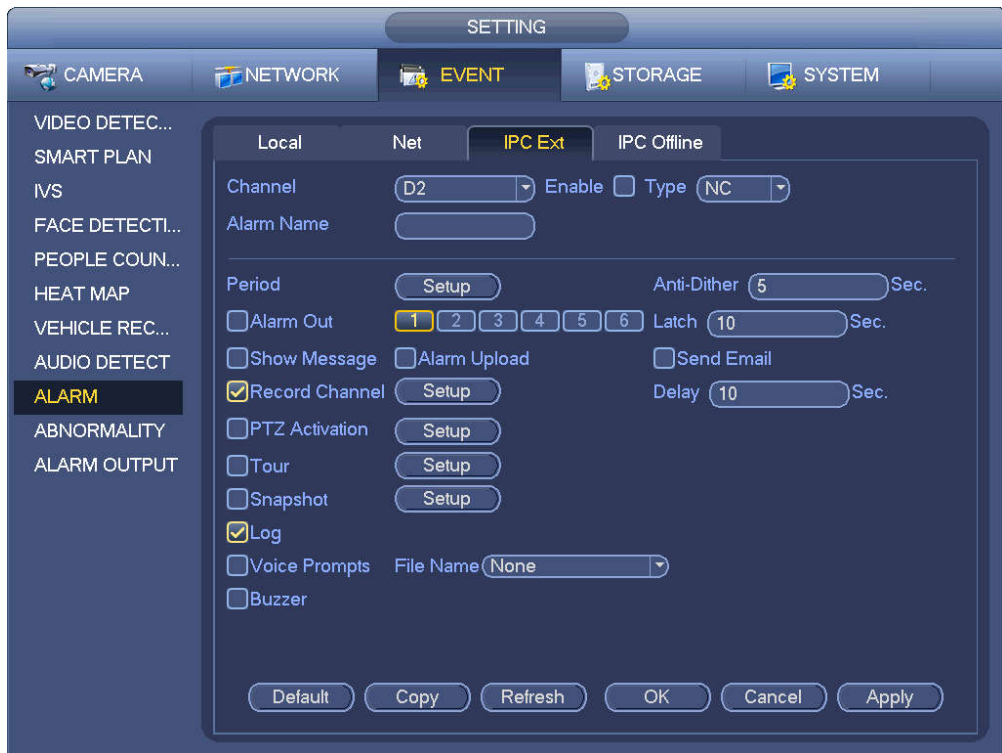 SETTING
CAMERA NETWORK EVENT STORAGE SYSTEM
VIDEO DETEC...
SMART PLAN
IVS
FACE DETECTI...
PEOPLE COUN...
HEAT MAP
VEHICLE REC...
AUDIO DETECT
ALARM
ABNORMALITY
ALARM OUTPUT
Local Net IPC Ext IPC Offline
Channel D2 Enable Type NC
Alarm Name
Period Setup Anti-Dither 5 Sec.
Alarm Out 1 2 3 4 5 6 Latch 10 Sec.
Show Message Alarm Upload Send Email
Record Channel Setup Delay 10 Sec.
PTZ Activation Setup
Tour Setup
Snapshot Setup
Log
Voice Prompts File Name None
Buzzer
Default Copy Refresh OK Cancel Apply